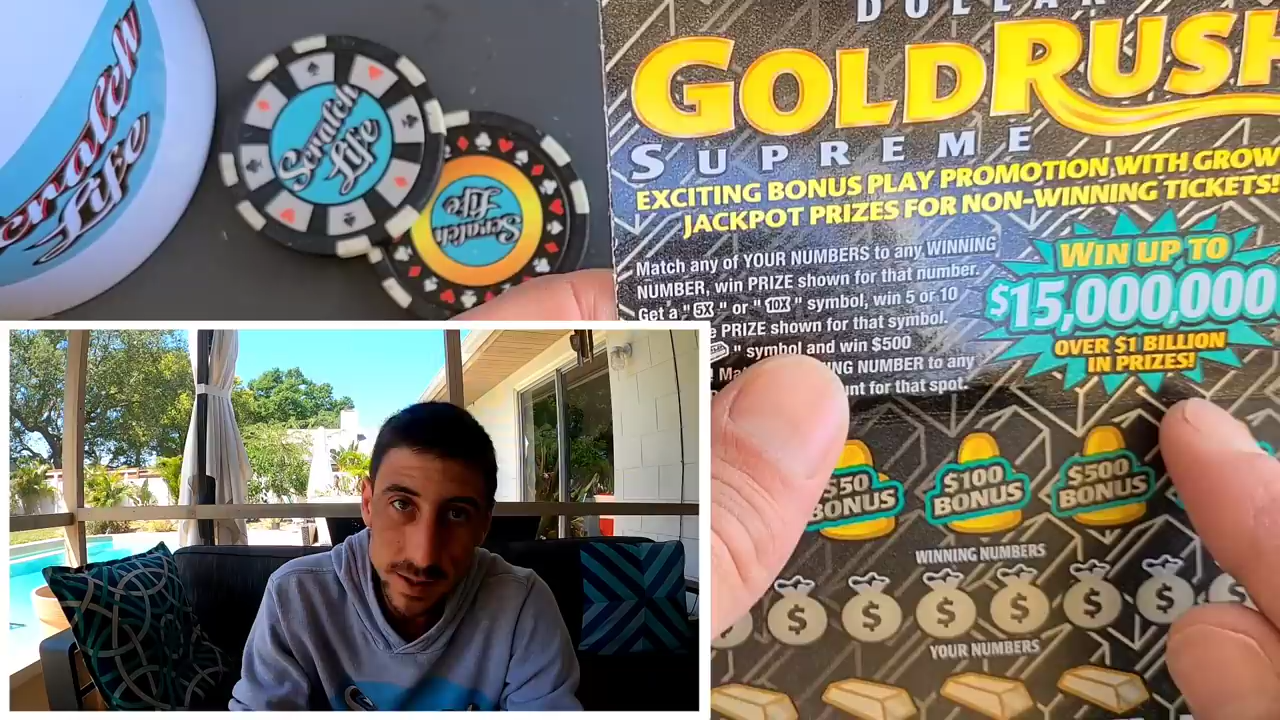 Scratch
Life
Scratch
Life
Scratch
Life
DOLLAR
GOLD RUSH
SUPREME
EXCITING BONUS PLAY PROMOTION WITH GROW
JACKPOT PRIZES FOR NON-WINNING TICKETS!
Match any of YOUR NUMBERS to any WINNING
NUMBER, win PRIZE shown for that number.
Get a "5X" or "10X" symbol, win 5 or 10
PRIZE shown for that symbol.
" symbol and win $500
NUMBER to any
for that spot.
WIN UP TO
$15,000,000
OVER $1 BILLION
IN PRIZES!
$50
BONUS
$100
BONUS
$500
BONUS
WINNING NUMBERS
$ $ $ $ $ $
YOUR NUMBERS